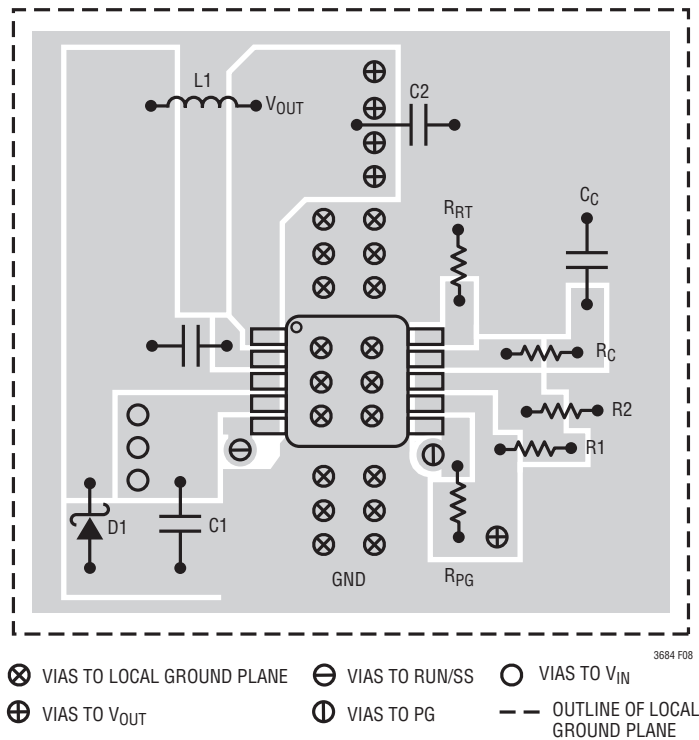 L1
VOUT
C2
RRT
CC
RC
R2
R1
D1
C1
GND
RPG
3684 F08
VIAS TO LOCAL GROUND PLANE
VIAS TO RUN/SS
VIAS TO VIN
VIAS TO VOUT
VIAS TO PG
OUTLINE OF LOCAL
GROUND PLANE